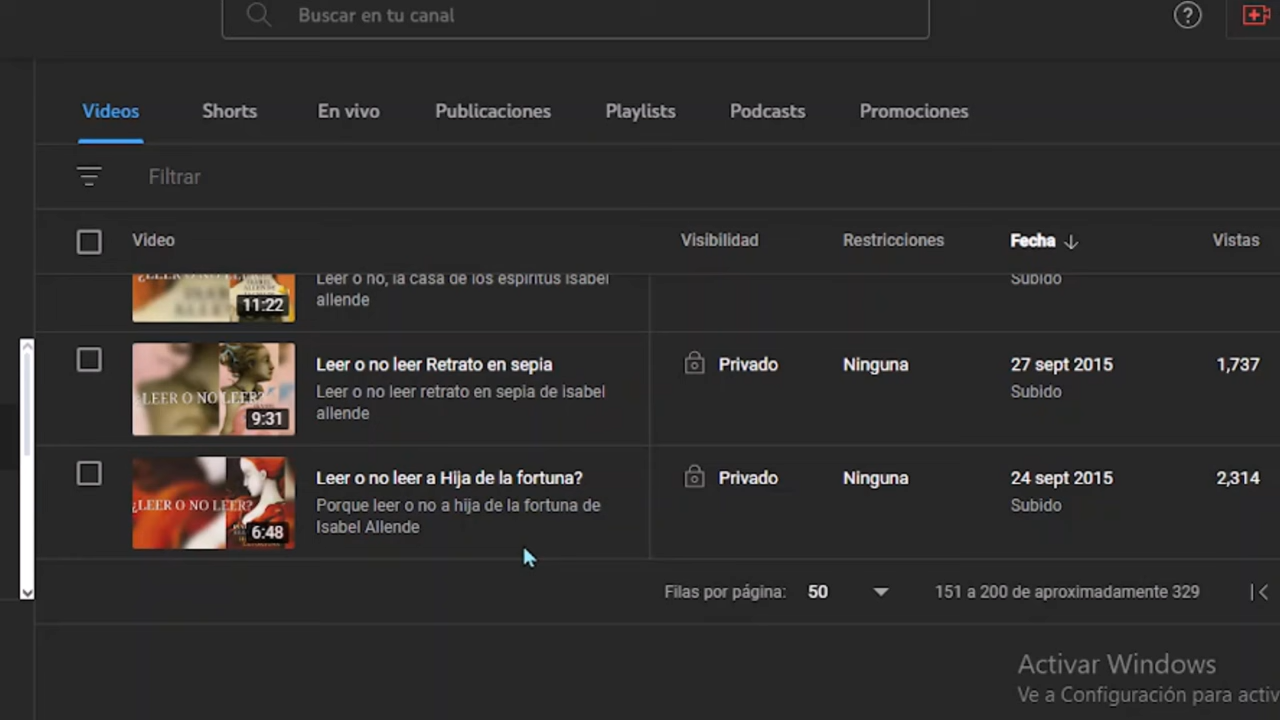 Buscar en tu canal
Videos Shorts En vivo Publicaciones Playlists Podcasts Promociones
Filtrar
Video Visibilidad Restricciones Fecha Vistas
Leer o no, la casa de los espiritus Isabel
allende
Subido
11:22
Leer o no leer Retrato en sepia
Leer o no leer retrato en sepia de isabel
allende
Privado Ninguna 27 sept 2015 1,737
Subido
¿LEER O NO LEER?
9:31
Leer o no leer a Hija de la fortuna?
Porque leer o no a hija de la fortuna de
Isabel Allende
Privado Ninguna 24 sept 2015 2,314
Subido
¿LEER O NO LEER?
6:48
Filas por página: 50 151 a 200 de aproximadamente 329
Activar Windows
Ve a Configuración para activ